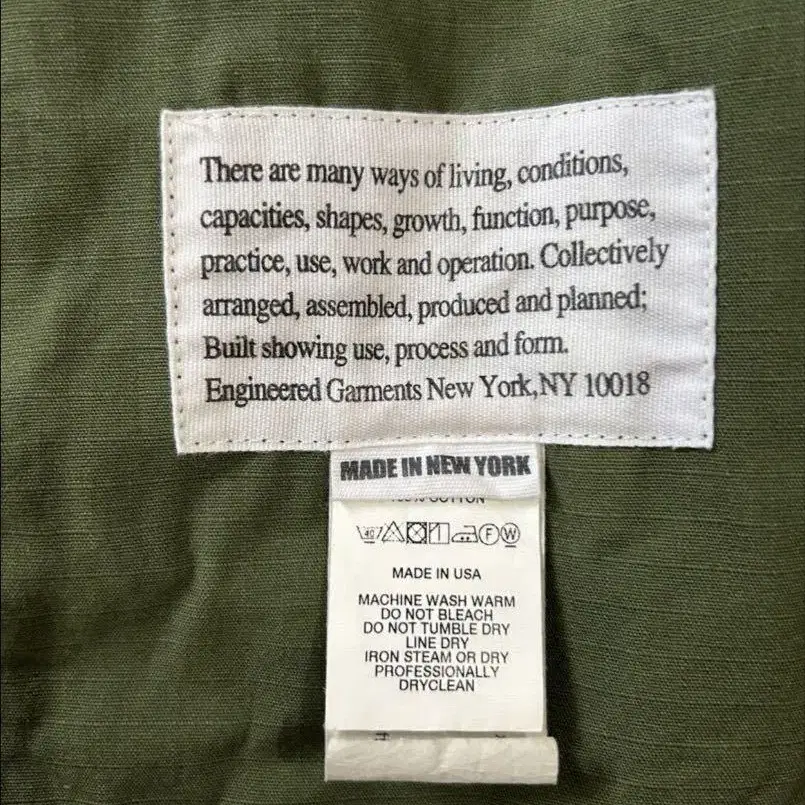 There are many ways of living, conditions,
capacities, shapes, growth, function, purpose,
practice, use, work and operation. Collectively
arranged, assembled, produced and planned;
Built showing use, process and form.
Engineered Garments New York,NY 10018
MADE IN NEW YORK
COTTON
40
F W
MADE IN USA
MACHINE WASH WARM
DO NOT BLEACH
DO NOT TUMBLE DRY
LINE DRY
IRON STEAM OR DRY
PROFESSIONALLY
DRYCLEAN